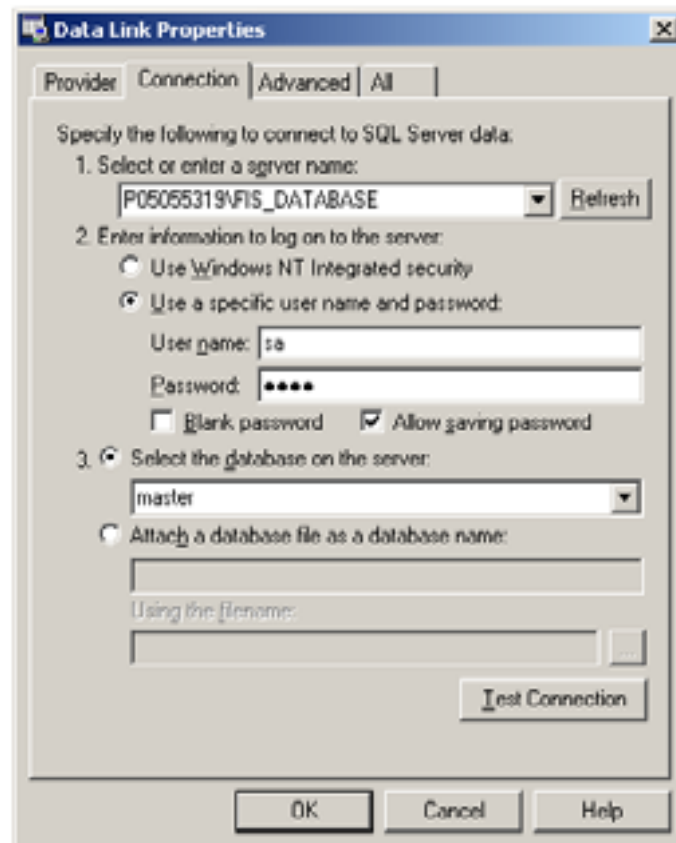 Data Link Properties
Provider Connection Advanced All
Specify the following to connect to SQL Server data:
1. Select or enter a server name:
P05055319\FIS_DATABASE Refresh
2. Enter information to log on to the server:
Use Windows NT Integrated security
Use a specific user name and password:
User name: sa
Password: ●●●●
Blank password Allow saving password
3. Select the database on the server:
master
Attach a database file as a database name:
Using the filename:
...
Test Connection
OK Cancel Help